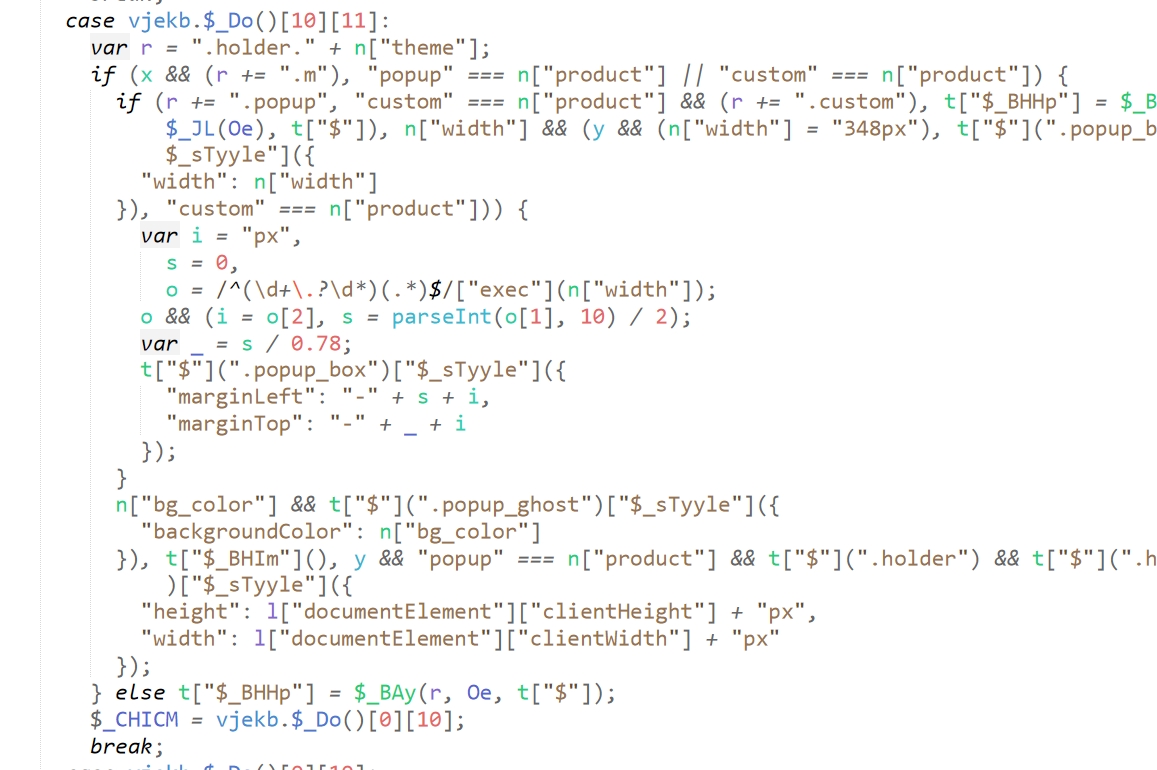 case vjekb.$_Do()[10][11]:
var r = ".holder." + n["theme"];
if (x && (r += ".m"), "popup" === n["product"] || "custom" === n["product"]) {
if (r += ".popup", "custom" === n["product"] && (r += ".custom"), t["$_BHHp"] = $_B
$_JL(Oe), t["$"]), n["width"] && (y && (n["width"] = "348px"), t["$"](".popup_b
$_sTyyle"]({
"width": n["width"]
}), "custom" === n["product"])) {
var i = "px",
s = 0,
o = /^(\d+\.?\d*)(.*)$/["exec"](n["width"]);
o && (i = o[2], s = parseInt(o[1], 10) / 2);
var _ = s / 0.78;
t["$"](".popup_box")["$_sTyyle"]({
"marginLeft": "-" + s + i,
"marginTop": "-" + _ + i
});
}
n["bg_color"] && t["$"](".popup_ghost")["$_sTyyle"]({
"backgroundColor": n["bg_color"]
}), t["$_BHIm"](), y && "popup" === n["product"] && t["$"](".holder") && t["$"](".h
)["$_sTyyle"]({
"height": l["documentElement"]["clientHeight"] + "px",
"width": l["documentElement"]["clientWidth"] + "px"
});
} else t["$_BHHp"] = $_BAy(r, Oe, t["$"]);
$_CHICM = vjekb.$_Do()[0][10];
break;